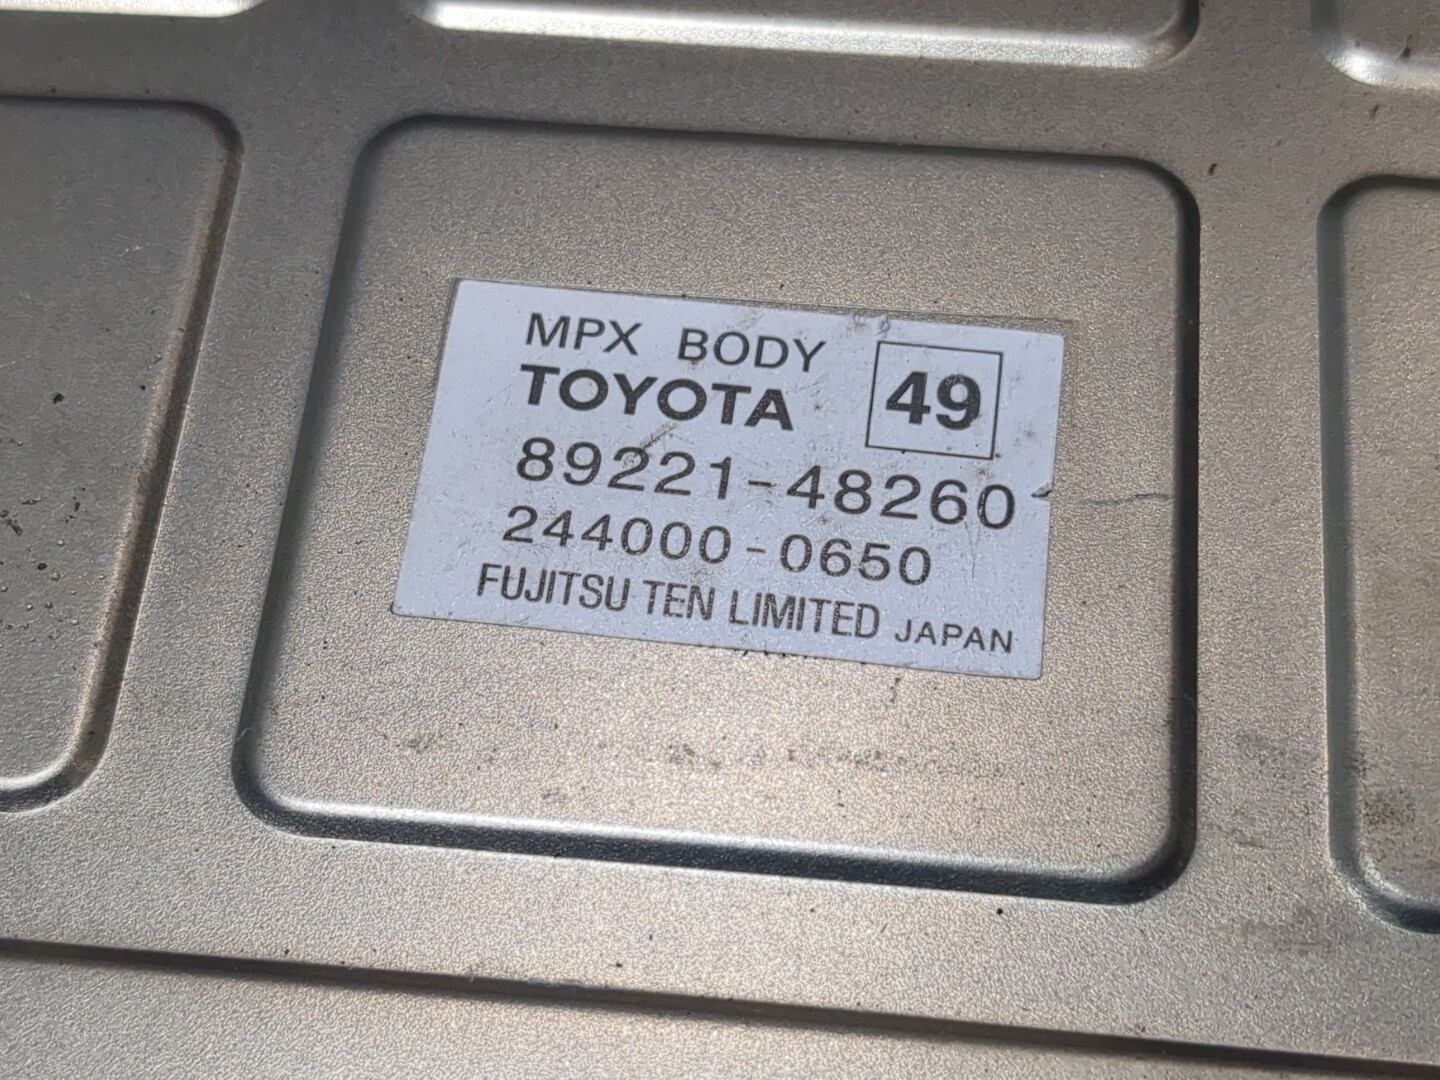 MPX BODY
TOYOTA 49
89221-48260
244000-0650
FUJITSU TEN LIMITED JAPAN